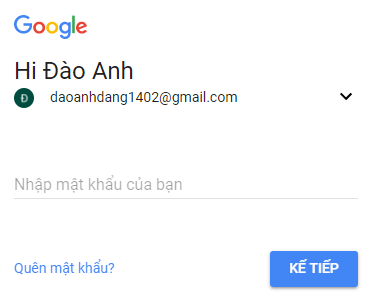 Google
Hi Đào Anh
Đ
daoanhdang1402@gmail.com
Nhập mật khẩu của bạn
Quên mật khẩu?
KẾ TIẾP